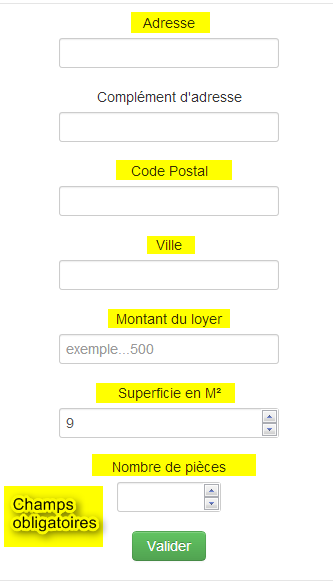 Adresse
Complément d'adresse
Code Postal
Ville
Montant du loyer
exemple...500
Superficie en M²
9
Nombre de pièces
Champs
obligatoires
Valider